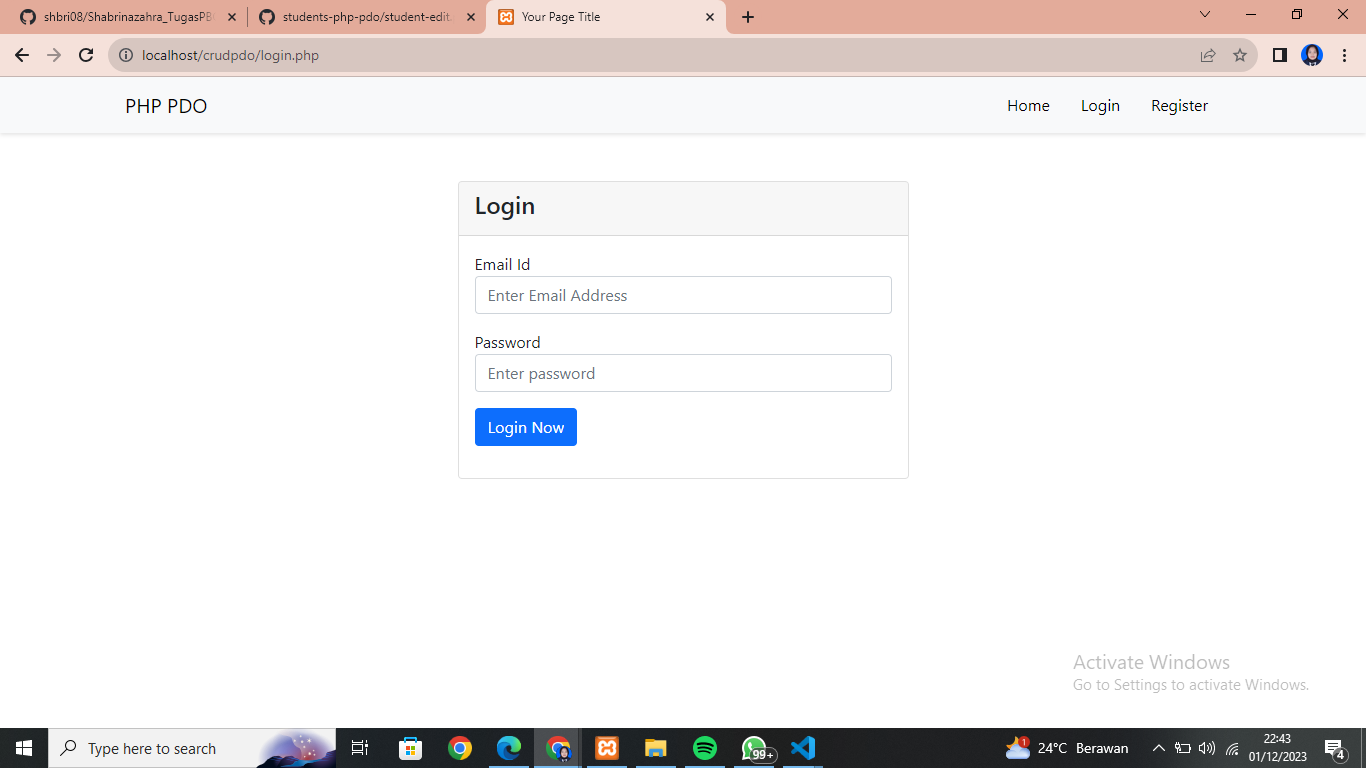 shbri08/Shabrinazahra_TugasPB
students-php-pdo/student-edit.
Your Page Title
localhost/crudpdo/login.php
PHP PDO
Home Login Register
Login
Email Id
Enter Email Address
Password
Enter password
Login Now
Activate Windows
Go to Settings to activate Windows.
Type here to search
99+
1
24°C Berawan
22:43
01/12/2023
4